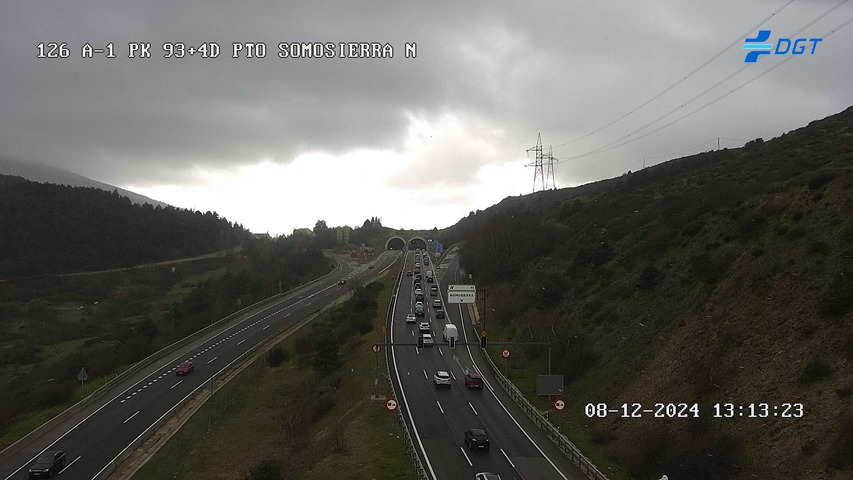 126 A-1 PK 93+4D PTO SOMOSIERRA N
DGT
SOMOSIERRA
08-12-2024 13:13:23